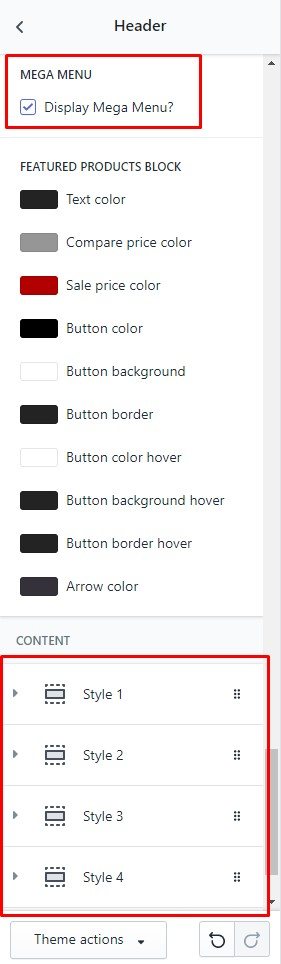 Header
MEGA MENU
Display Mega Menu?
FEATURED PRODUCTS BLOCK
Text color
Compare price color
Sale price color
Button color
Button background
Button border
Button color hover
Button background hover
Button border hover
Arrow color
CONTENT
Style 1
Style 2
Style 3
Style 4
Theme actions